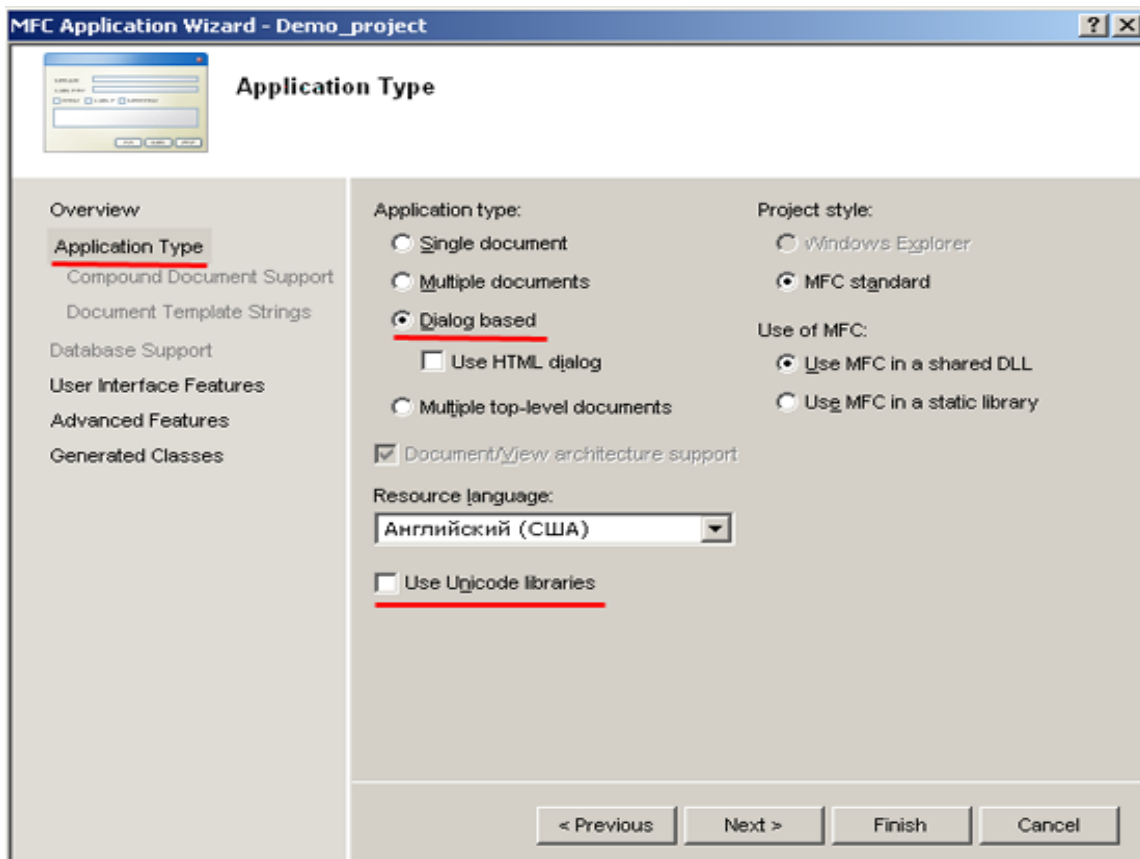 MFC Application Wizard - Demo_project
Application Type
Overview
Application Type
Compound Document Support
Document Template Strings
Database Support
User Interface Features
Advanced Features
Generated Classes
Application type:
Single document
Multiple documents
Dialog based
Use HTML dialog
Multiple top-level documents
Document/View architecture support
Resource language:
Английский (США)
Use Unicode libraries
Project style:
Windows Explorer
MFC standard
Use of MFC:
Use MFC in a shared DLL
Use MFC in a static library
< Previous
Next >
Finish
Cancel